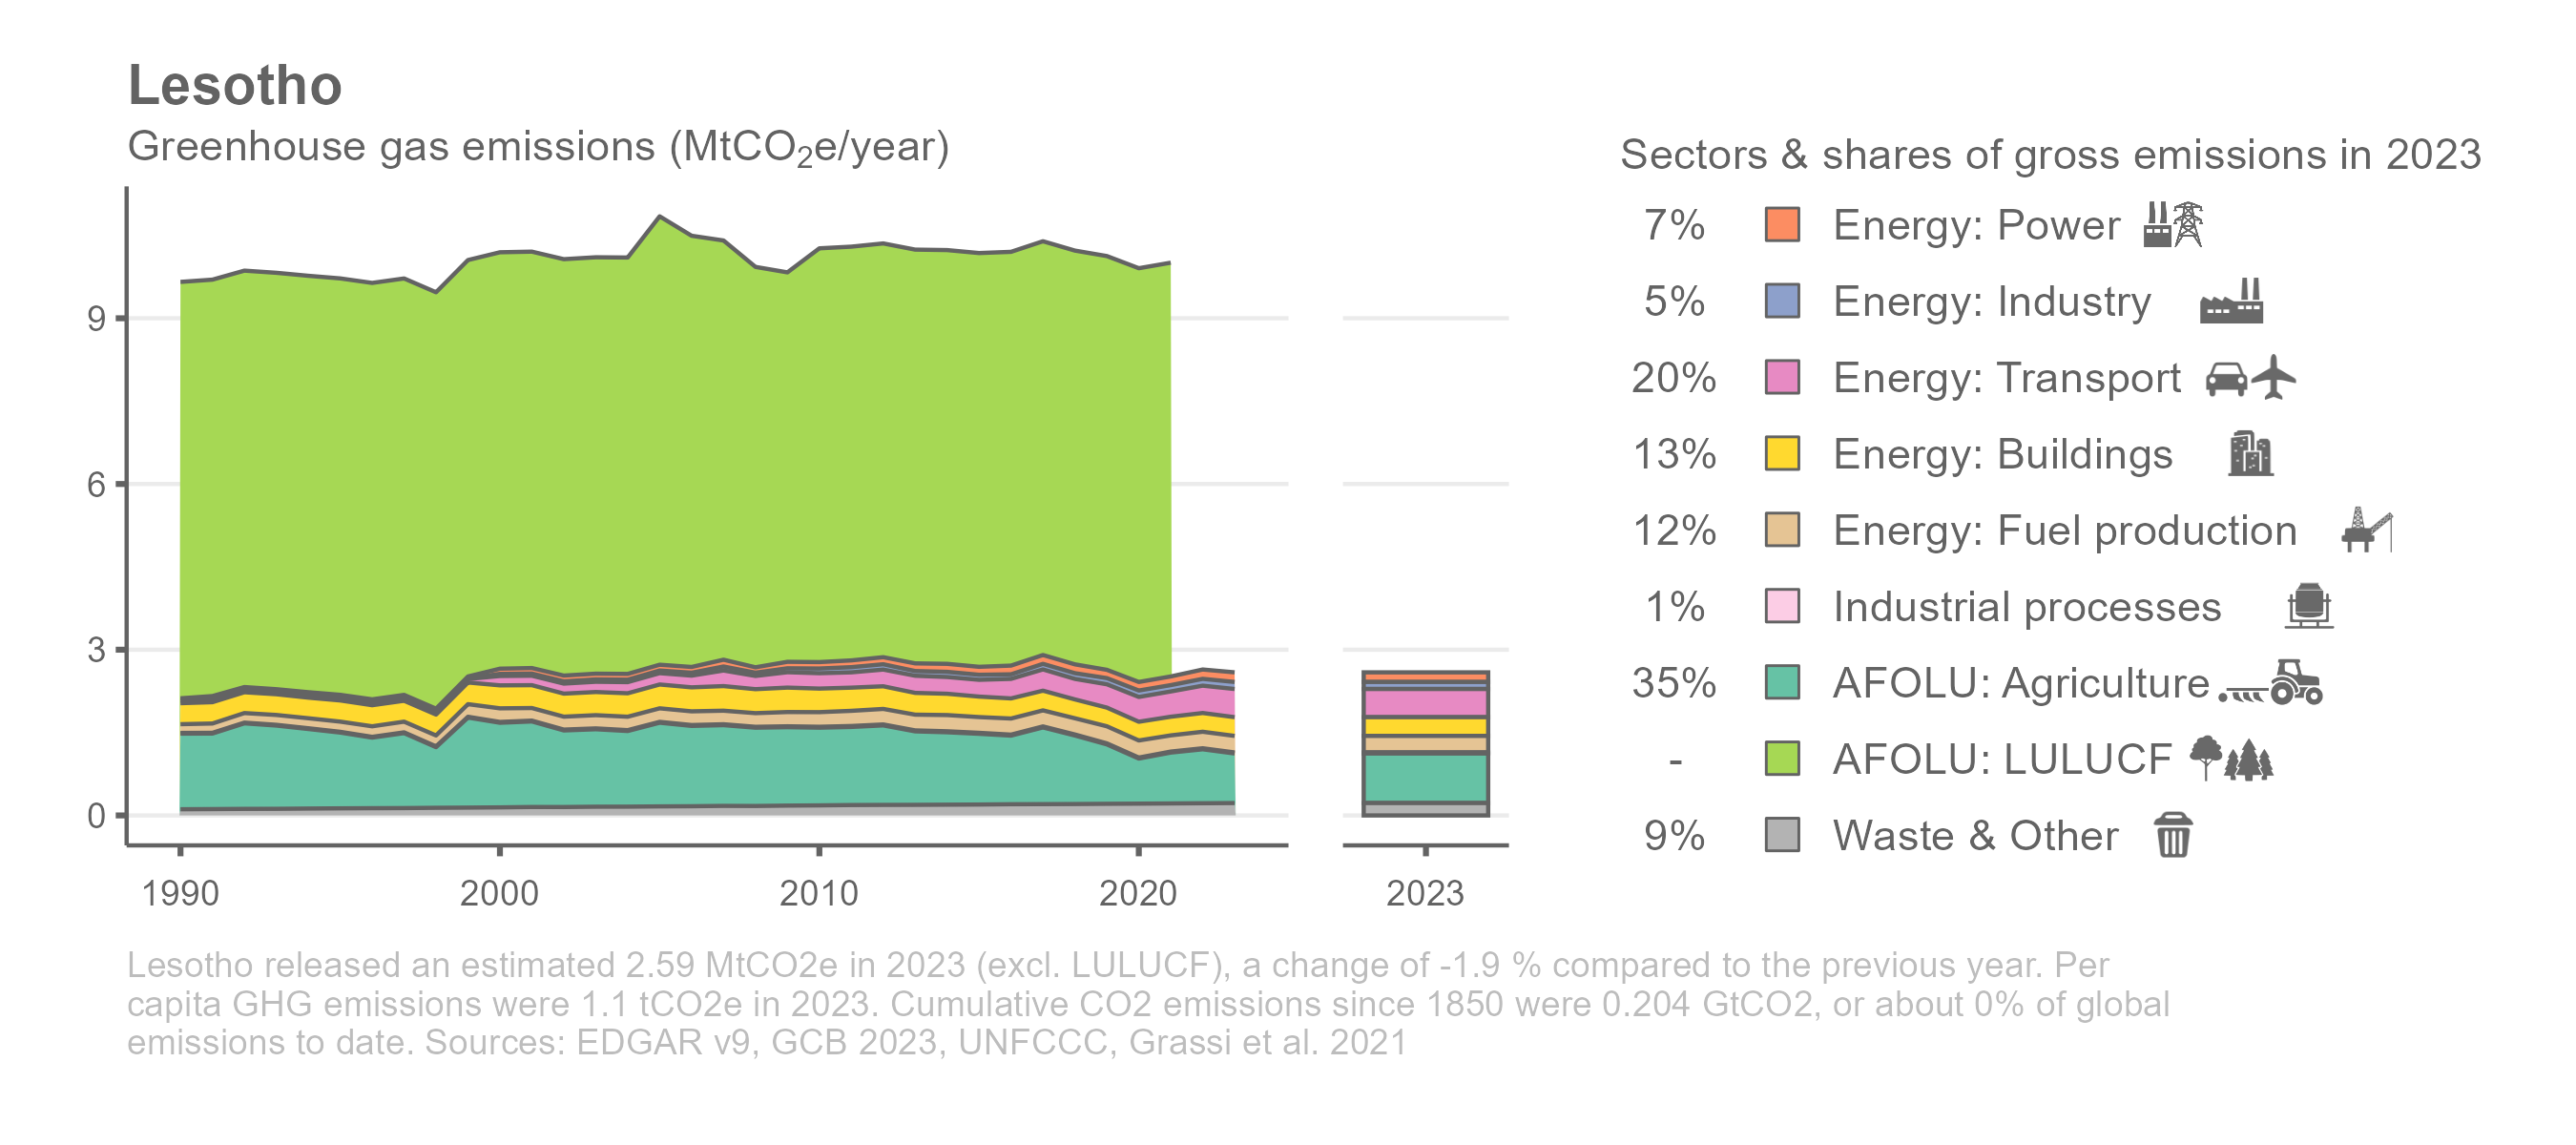 Lesotho
Greenhouse gas emissions (MtCO₂e/year)
9
6
3
0
1990 2000 2010 2020 2023
Sectors & shares of gross emissions in 2023
7% Energy: Power
5% Energy: Industry
20% Energy: Transport
13% Energy: Buildings
12% Energy: Fuel production
1% Industrial processes
35% AFOLU: Agriculture
- AFOLU: LULUCF
9% Waste & Other
Lesotho released an estimated 2.59 MtCO2e in 2023 (excl. LULUCF), a change of -1.9 % compared to the previous year. Per
capita GHG emissions were 1.1 tCO2e in 2023. Cumulative CO2 emissions since 1850 were 0.204 GtCO2, or about 0% of global
emissions to date. Sources: EDGAR v9, GCB 2023, UNFCCC, Grassi et al. 2021